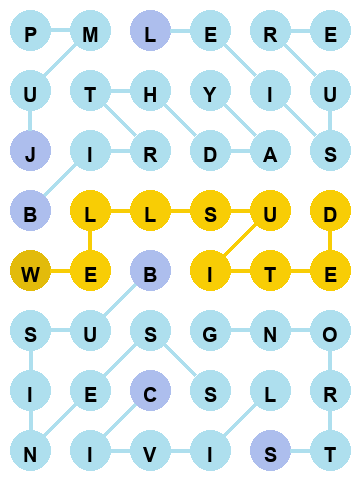 P M L E R E
U T H Y I U
J I R D A S
B L L S U D
W E B I T E
S U S G N O
I E C S L R
N I V I S T